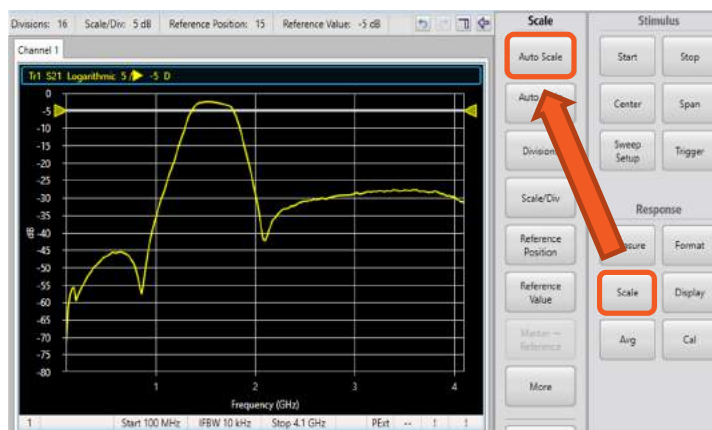 Divisions: 16 Scale/Div: 5 dB Reference Position: 15 Reference Value: -5 dB
Channel 1
Tr1 S21 Logarithmic 5 / -5 D
0
-5
-10
-15
-20
-25
-30
-35
-40
-45
-50
-55
-60
-65
-70
-75
-80
dB
1 2 3 4
Frequency (GHz)
1 Start 100 MHz IFBW 10 kHz Stop 4.1 GHz PExt -- ! !
Scale
Auto Scale
Auto
Division
Scale/Div
Reference
Position
Reference
Value
Marker →
Reference
More
Stimulus
Start Stop
Center Span
Sweep
Setup
Trigger
Response
Format
Scale Display
Avg Cal